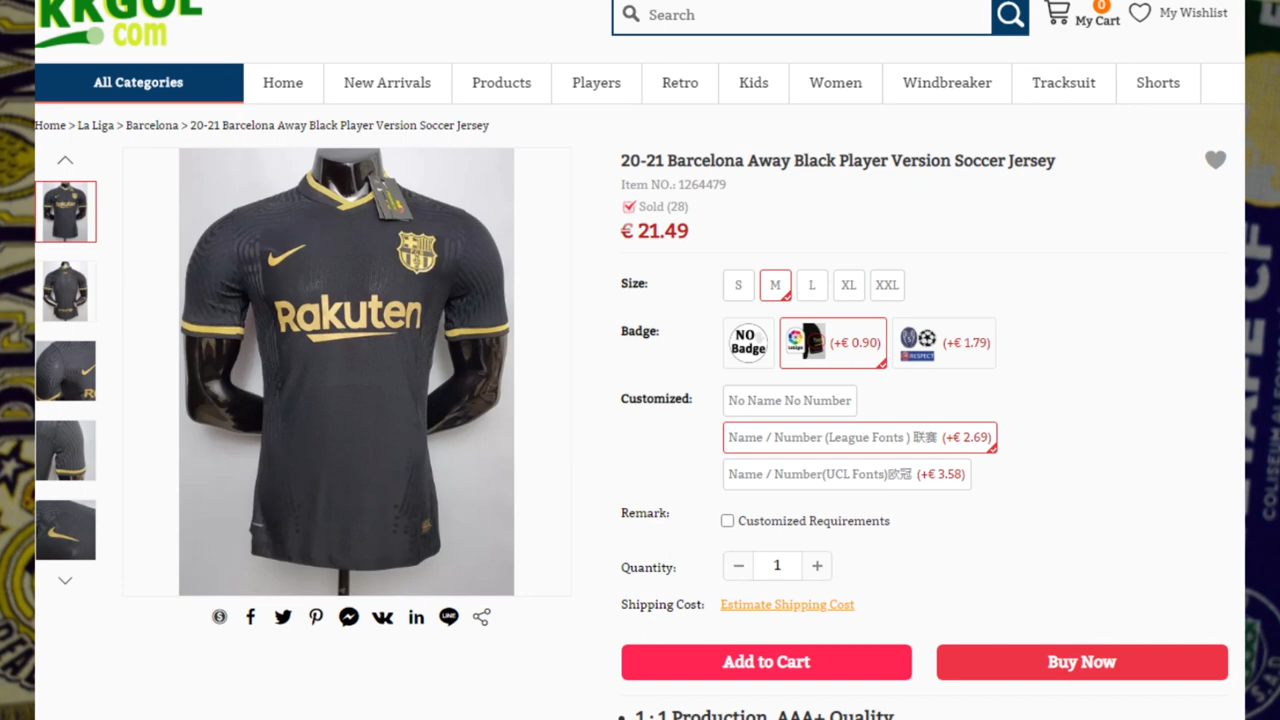 KKGOL
com
Search
0
My Cart
My Wishlist
All Categories
Home
New Arrivals
Products
Players
Retro
Kids
Women
Windbreaker
Tracksuit
Shorts
Home > La Liga > Barcelona > 20-21 Barcelona Away Black Player Version Soccer Jersey
Rakuten
20-21 Barcelona Away Black Player Version Soccer Jersey
Item NO.: 1264479
Sold (28)
€ 21.49
Size:
S
M
L
XL
XXL
Badge:
NO
Badge
(+€ 0.90)
RESPECT
(+€ 1.79)
Customized:
No Name No Number
Name / Number (League Fonts ) 联赛 (+€ 2.69)
Name / Number(UCL Fonts)欧冠 (+€ 3.58)
Remark:
Customized Requirements
Quantity:
1
Shipping Cost:
Estimate Shipping Cost
LINE
Add to Cart
Buy Now
1 : 1 Production, AAA+ Quality